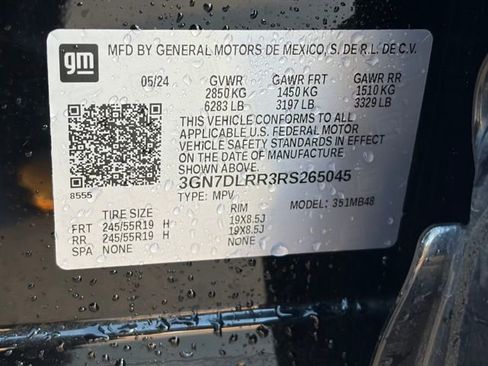 gm
MFD BY GENERAL MOTORS DE MEXICO, S. DE R.L. DE C.V.
05/24 GVWR GAWR FRT GAWR RR
2850 KG 1450 KG 1510 KG
6283 LB 3197 LB 3329 LB
THIS VEHICLE CONFORMS TO ALL
APPLICABLE U.S. FEDERAL MOTOR
VEHICLE SAFETY STANDARDS IN EFFECT
ON THE DATE OF MANUFACTURE SHOWN ABOVE.
3GN7DLRR3RS265045
8555 TYPE: MPV MODEL: 351MB48
TIRE SIZE RIM
FRT 245/55R19 H 19X8.5J
RR 245/55R19 H 19X8.5J
SPA NONE NONE